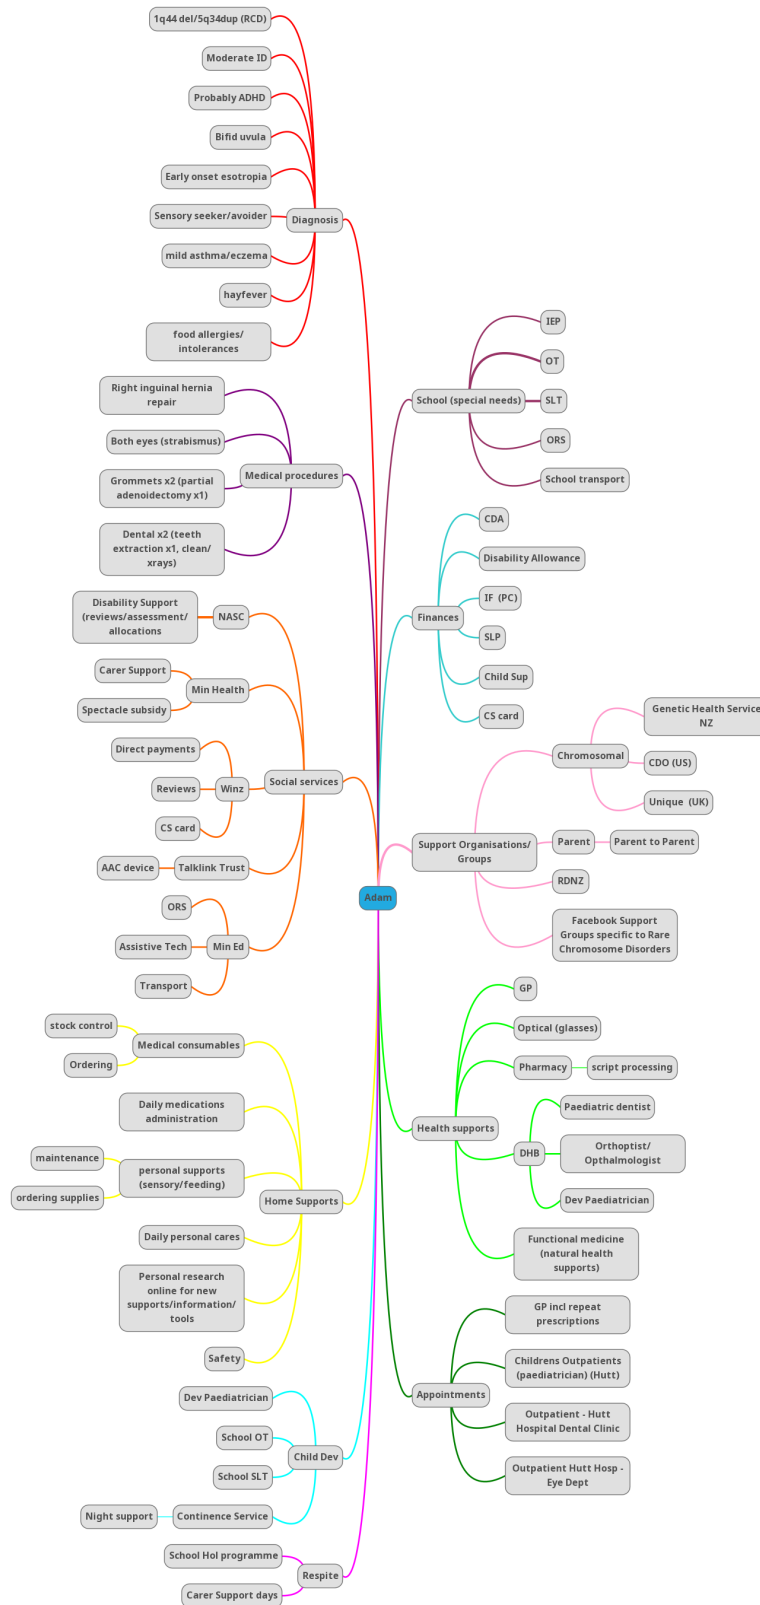 1q44 del/5q34dup (RCD)
Moderate ID
Probably ADHD
Bifid uvula
Early onset esotropia
Sensory seeker/avoider
mild asthma/eczema
hayfever
food allergies/
intolerances
Diagnosis
Right inguinal hernia
repair
Both eyes (strabismus)
Grommets x2 (partial
adenoidectomy x1)
Dental x2 (teeth
extraction x1, clean/
xrays)
Medical procedures
Disability Support
(reviews/assessment/
allocations
NASC
Carer Support
Spectacle subsidy
Min Health
Direct payments
Reviews
CS card
Winz
AAC device
Talklink Trust
ORS
Assistive Tech
Transport
Min Ed
Social services
stock control
Ordering
Medical consumables
Daily medications
administration
maintenance
ordering supplies
personal supports
(sensory/feeding)
Daily personal cares
Personal research
online for new
supports/information/
tools
Safety
Home Supports
Dev Paediatrician
School OT
School SLT
Night support
Continence Service
Child Dev
School Hol programme
Carer Support days
Respite
Adam
School (special needs)
IEP
OT
SLT
ORS
School transport
Finances
CDA
Disability Allowance
IF (PC)
SLP
Child Sup
CS card
Support Organisations/
Groups
Chromosomal
Genetic Health Service
NZ
CDO (US)
Unique (UK)
Parent
Parent to Parent
RDNZ
Facebook Support
Groups specific to Rare
Chromosome Disorders
Health supports
GP
Optical (glasses)
Pharmacy
script processing
DHB
Paediatric dentist
Orthoptist/
Opthalmologist
Dev Paediatrician
Functional medicine
(natural health
supports)
Appointments
GP incl repeat
prescriptions
Childrens Outpatients
(paediatrician) (Hutt)
Outpatient - Hutt
Hospital Dental Clinic
Outpatient Hutt Hosp -
Eye Dept